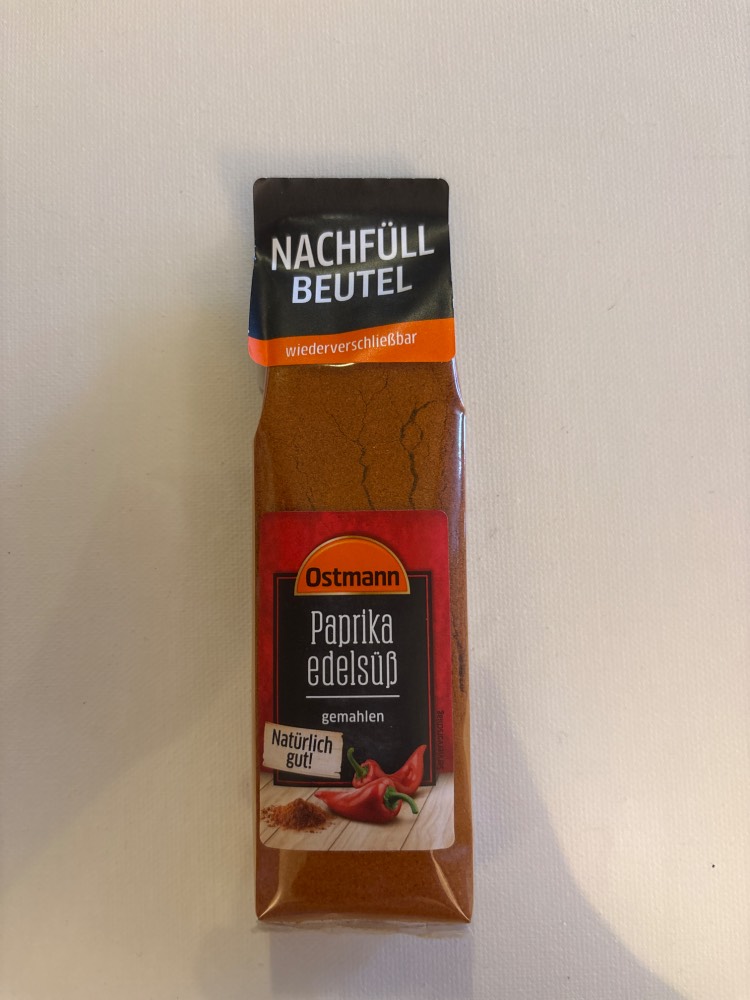 NACHFÜLL
BEUTEL
wiederverschließbar
Ostmann
Paprika
edelsüß
gemahlen
Natürlich
gut!